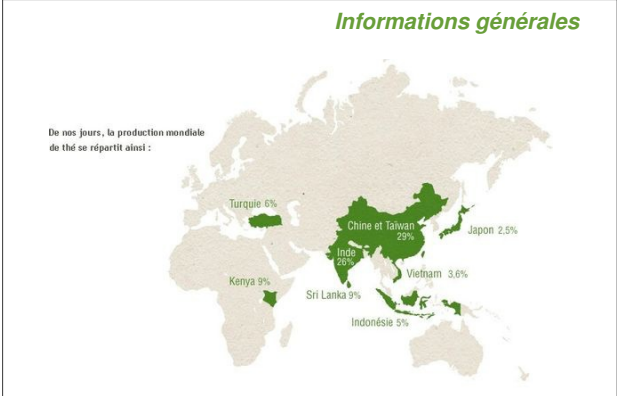 Informations générales
De nos jours, la production mondiale
de thé se répartit ainsi :
Turquie 6%
Chine et Taïwan
29%
Japon 2,5%
Inde
26%
Vietnam 3,6%
Kenya 9%
Sri Lanka 9%
Indonésie 5%